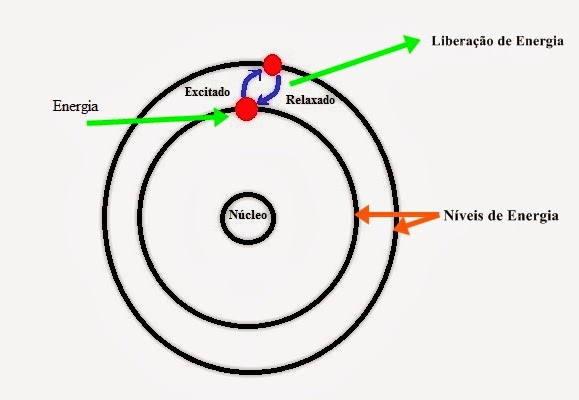 Liberação de Energia
Excitado
Relaxado
Energia
Núcleo
Níveis de Energia